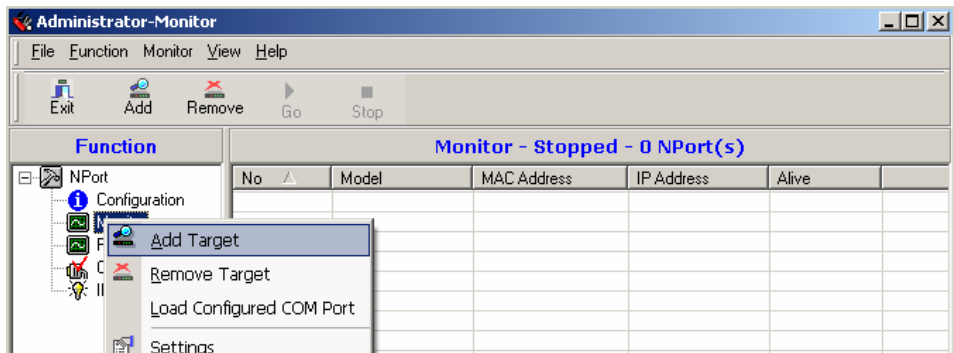 Administrator-Monitor
File Function Monitor View Help
Exit Add Remove Go Stop
Function
Monitor - Stopped - 0 NPort(s)
NPort
No Model MAC Address IP Address Alive
Configuration
Add Target
Remove Target
Load Configured COM Port
Settings